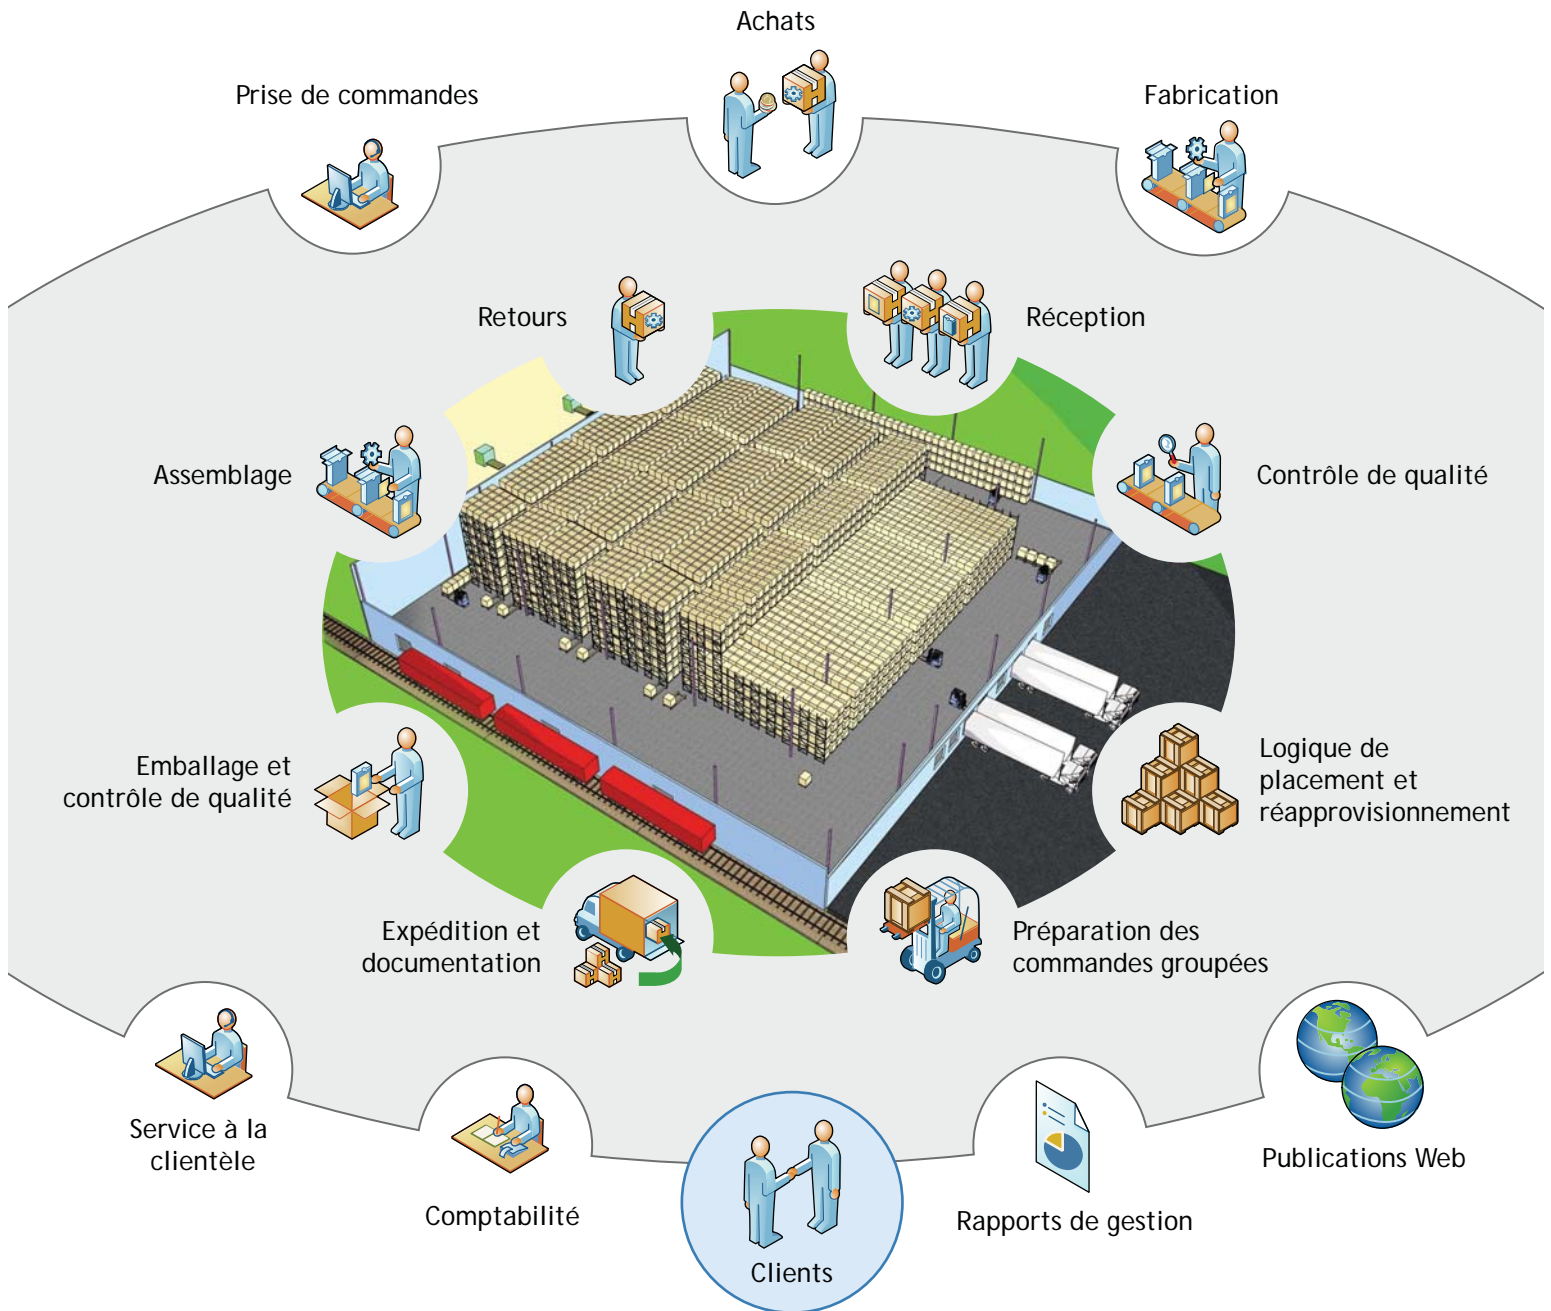 Achats
Prise de commandes
Fabrication
Retours
Réception
Assemblage
Contrôle de qualité
Emballage et
contrôle de qualité
Logique de
placement et
réapprovisionnement
Expédition et
documentation
Préparation des
commandes groupées
Service à la
clientèle
Comptabilité
Clients
Rapports de gestion
Publications Web